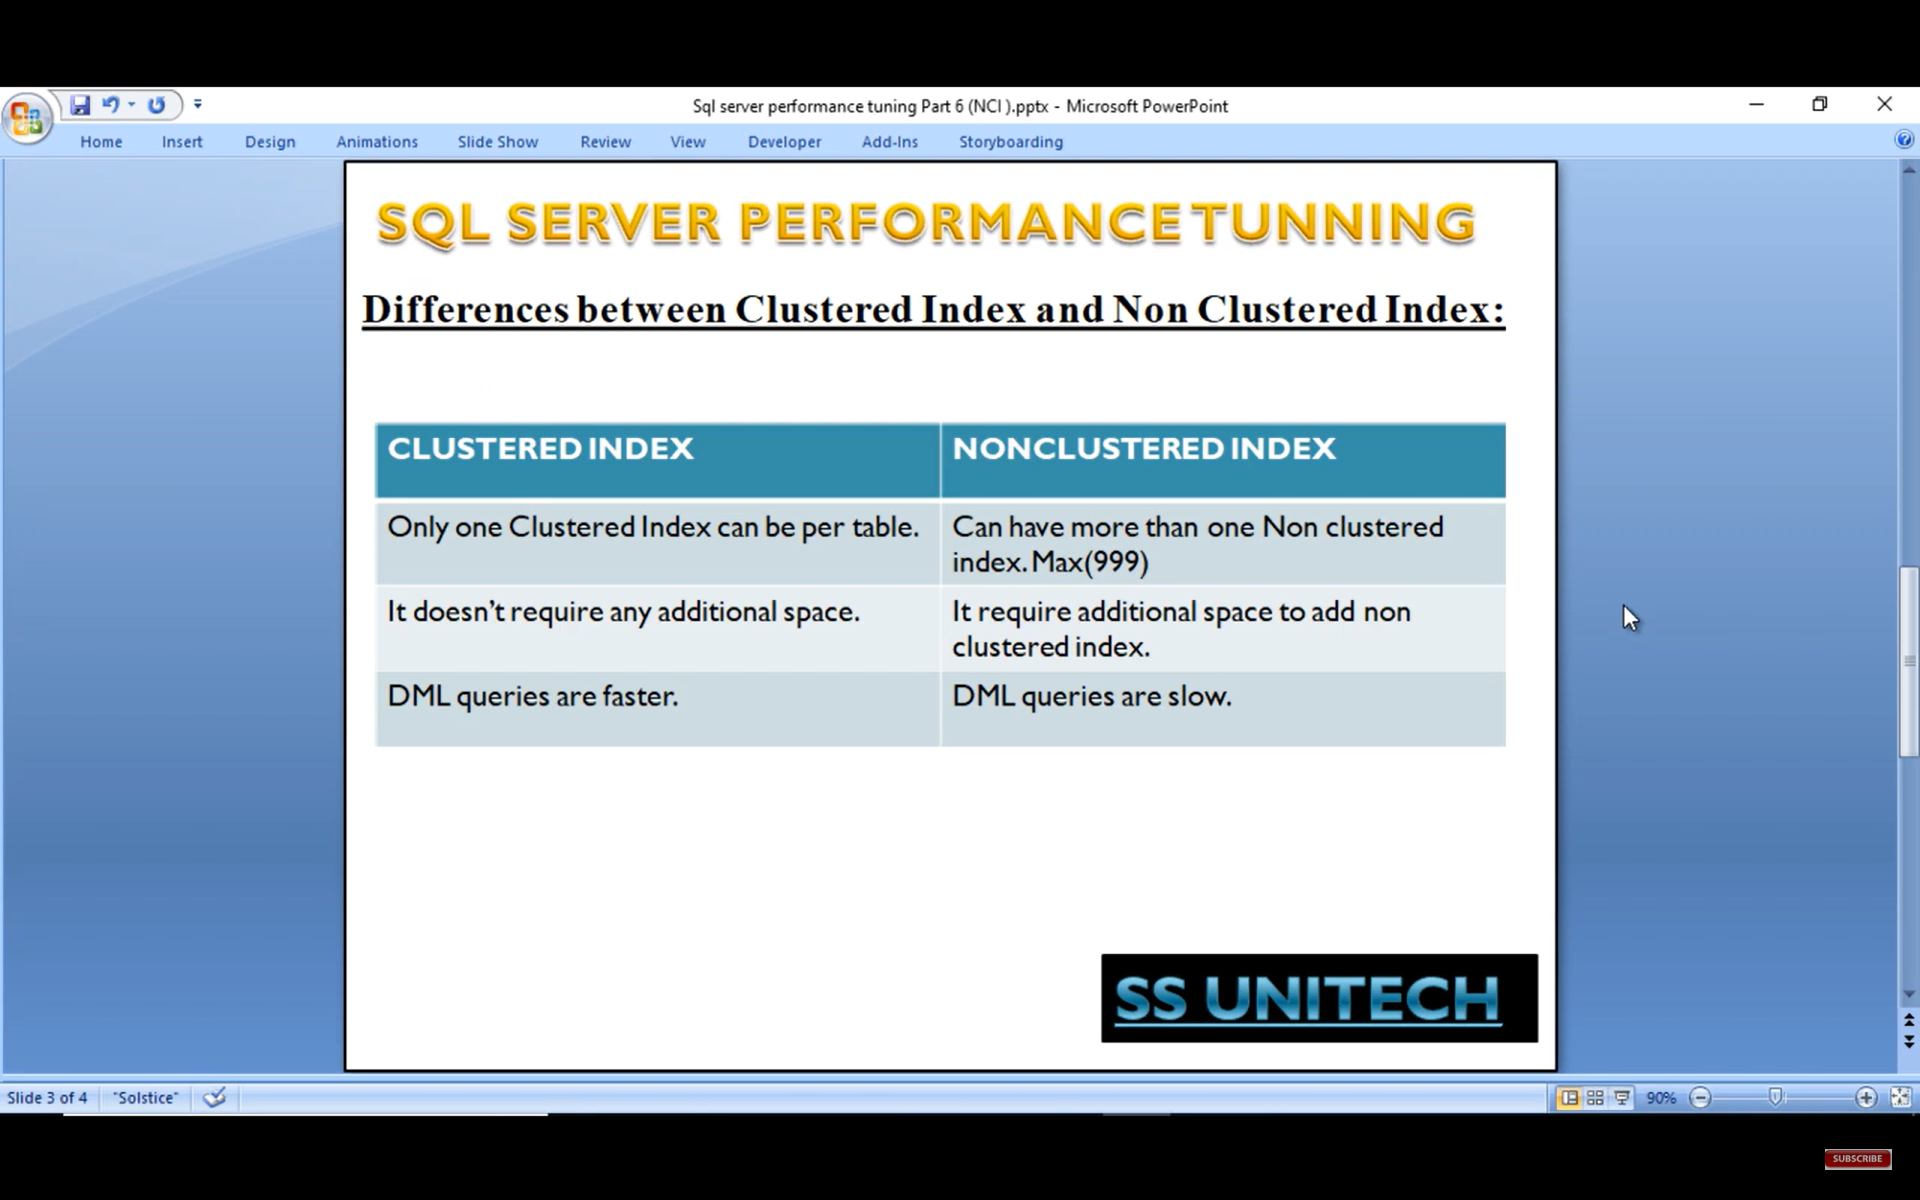 Sql server performance tuning Part 6 (NCI ).pptx - Microsoft PowerPoint
Home Insert Design Animations Slide Show Review View Developer Add-Ins Storyboarding
SQL SERVER PERFORMANCE TUNNING
Differences between Clustered Index and Non Clustered Index:
CLUSTERED INDEX
NONCLUSTERED INDEX
Only one Clustered Index can be per table.
Can have more than one Non clustered
index. Max(999)
It doesn't require any additional space.
It require additional space to add non
clustered index.
DML queries are faster.
DML queries are slow.
SS UNITECH
Slide 3 of 4 "Solstice" 90%
SUBSCRIBE